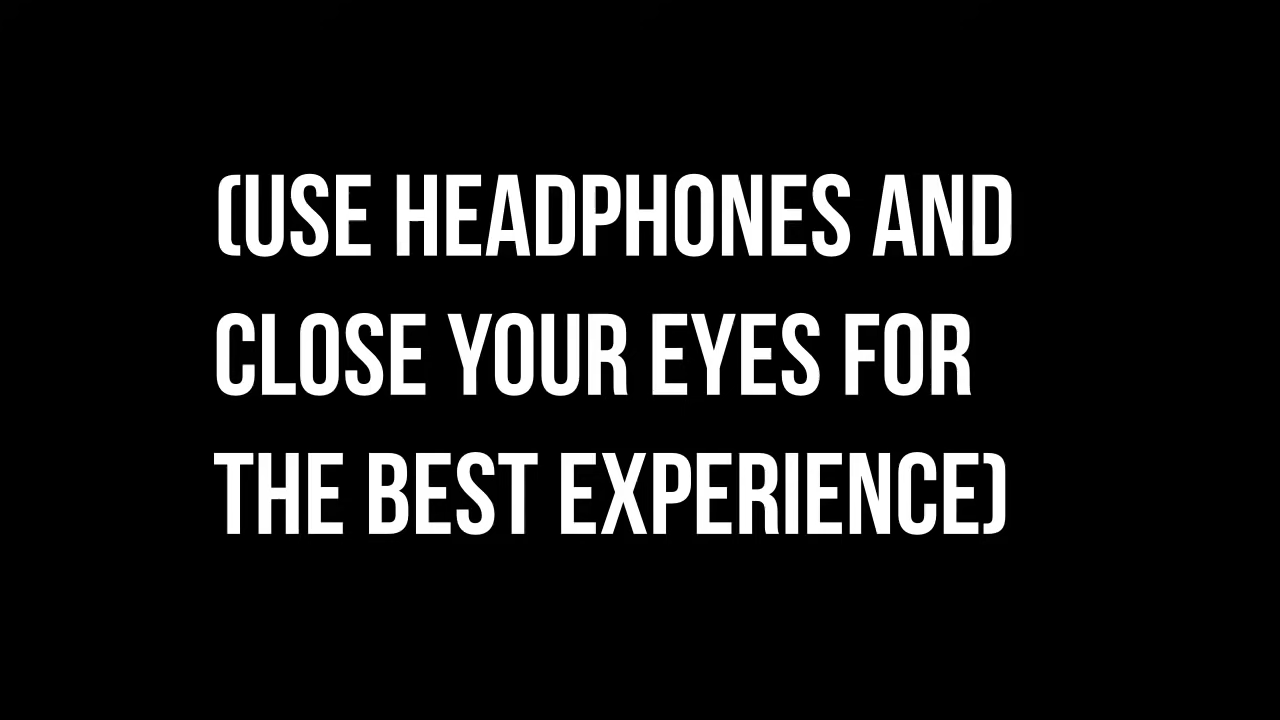 (USE HEADPHONES AND
CLOSE YOUR EYES FOR
THE BEST EXPERIENCE)